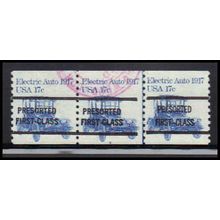 Electric Auto 1917 Electric Auto 1917 Electric Auto 1917
USA 17c USA 17c USA 17c
PRESORTED PRESORTED PRESORTED
FIRST-CLASS FIRST-CLASS FIRST-CLASS